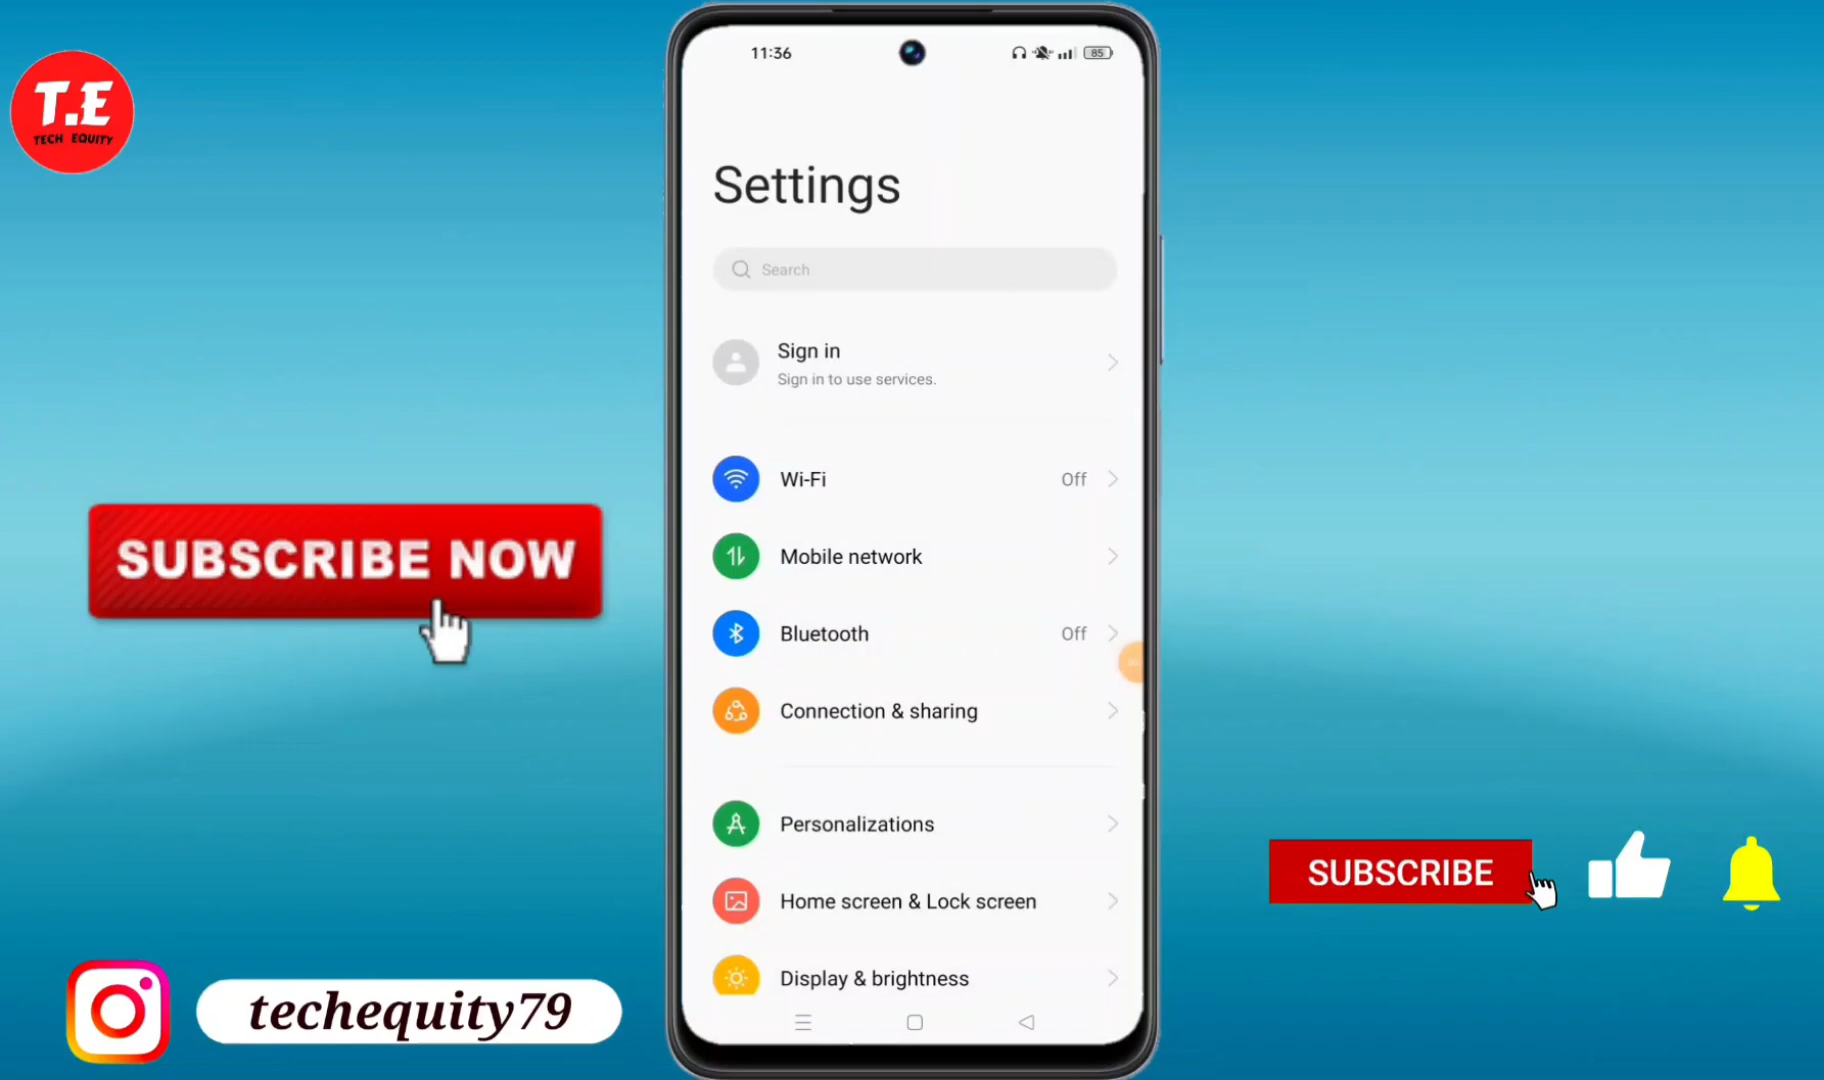 T.E
TECH EQUITY
11:36
85
Settings
Search
Sign in
Sign in to use services.
Wi-Fi
Off
Mobile network
Bluetooth
Off
Connection & sharing
Personalizations
Home screen & Lock screen
Display & brightness
SUBSCRIBE NOW
SUBSCRIBE
techequity79